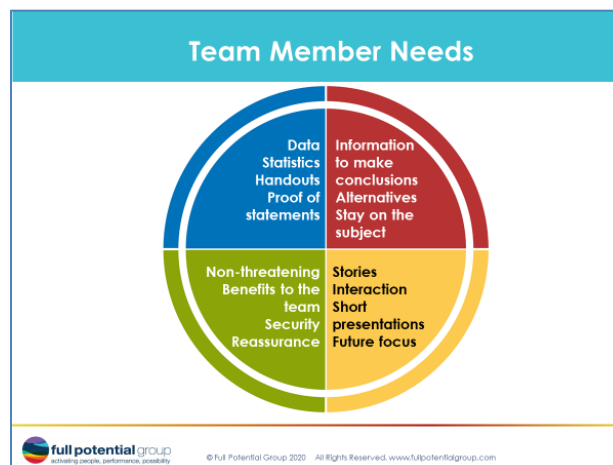 Team Member Needs
Data
Statistics
Handouts
Proof of
statements
Information
to make
conclusions
Alternatives
Stay on the
subject
Non-threatening
Benefits to the
team
Security
Reassurance
Stories
Interaction
Short
presentations
Future focus
full potential group
activating people, performance, possibility
© Full Potential Group 2020 All Rights Reserved. www.fullpotentialgroup.com